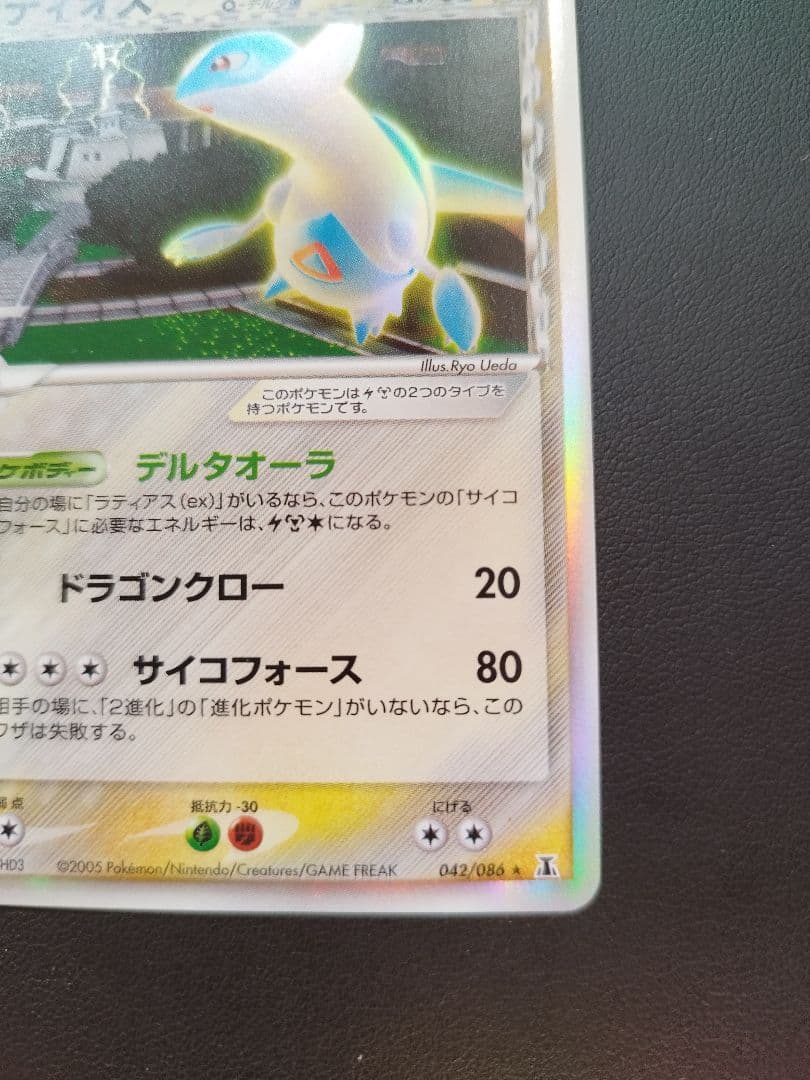 ティオス
Illus.Ryo Ueda
このポケモンはの2つのタイプを
持つポケモンです。
ケボディー デルタオーラ
自分の場に「ラティアス(ex)」がいるなら、このポケモンの「サイコ
フォース」に必要なエネルギーは、になる。
ドラゴンクロー 20
サイコフォース 80
相手の場に、「2進化」の「進化ポケモン」がいないなら、この
ワザは失敗する。
弱点 抵抗力 -30 にげる
HD3 ©2005 Pokémon/Nintendo/Creatures/GAME FREAK 042/086 ★